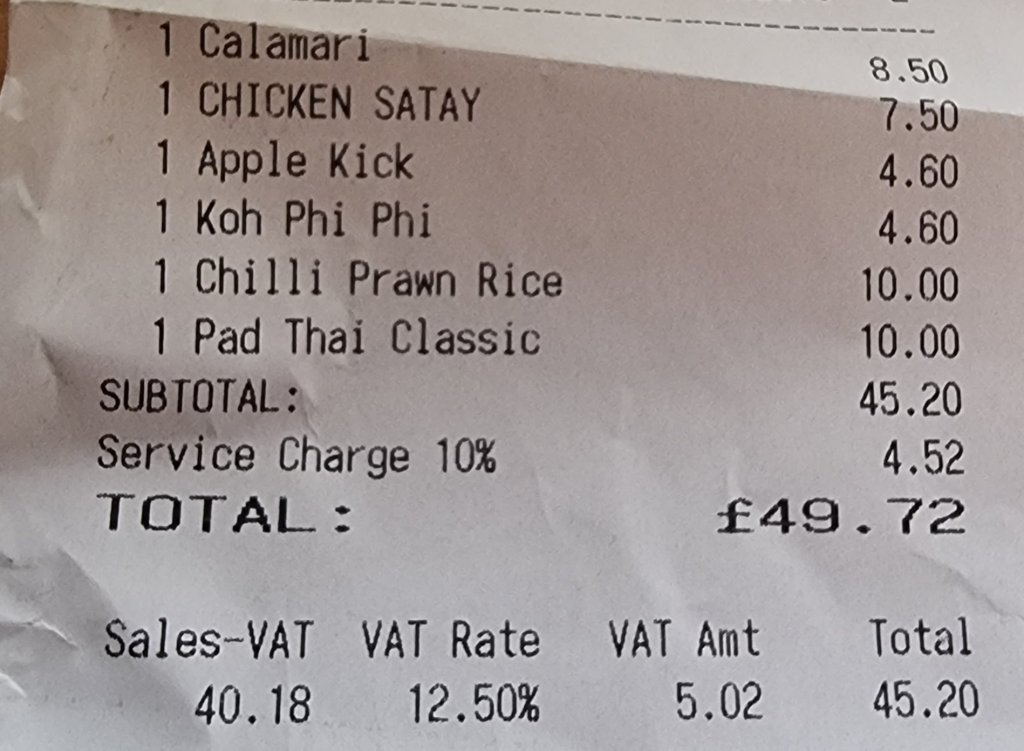 1 Calamari 8.50
1 CHICKEN SATAY 7.50
1 Apple Kick 4.60
1 Koh Phi Phi 4.60
1 Chilli Prawn Rice 10.00
1 Pad Thai Classic 10.00
SUBTOTAL: 45.20
Service Charge 10% 4.52
TOTAL: £49.72
Sales-VAT VAT Rate VAT Amt Total
40.18 12.50% 5.02 45.20